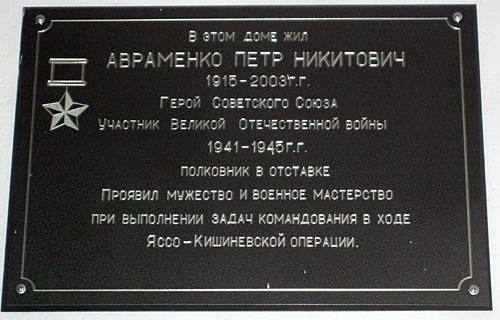 В этом доме жил
Авраменко Петр Никитович
1915-2003г.г.
Герой Советского Союза
Участник Великой Отечественной войны
1941-1945г.г.
полковник в отставке
Проявил мужество и военное мастерство
при выполнении задач командования в ходе
Яссо-Кишиневской операции.